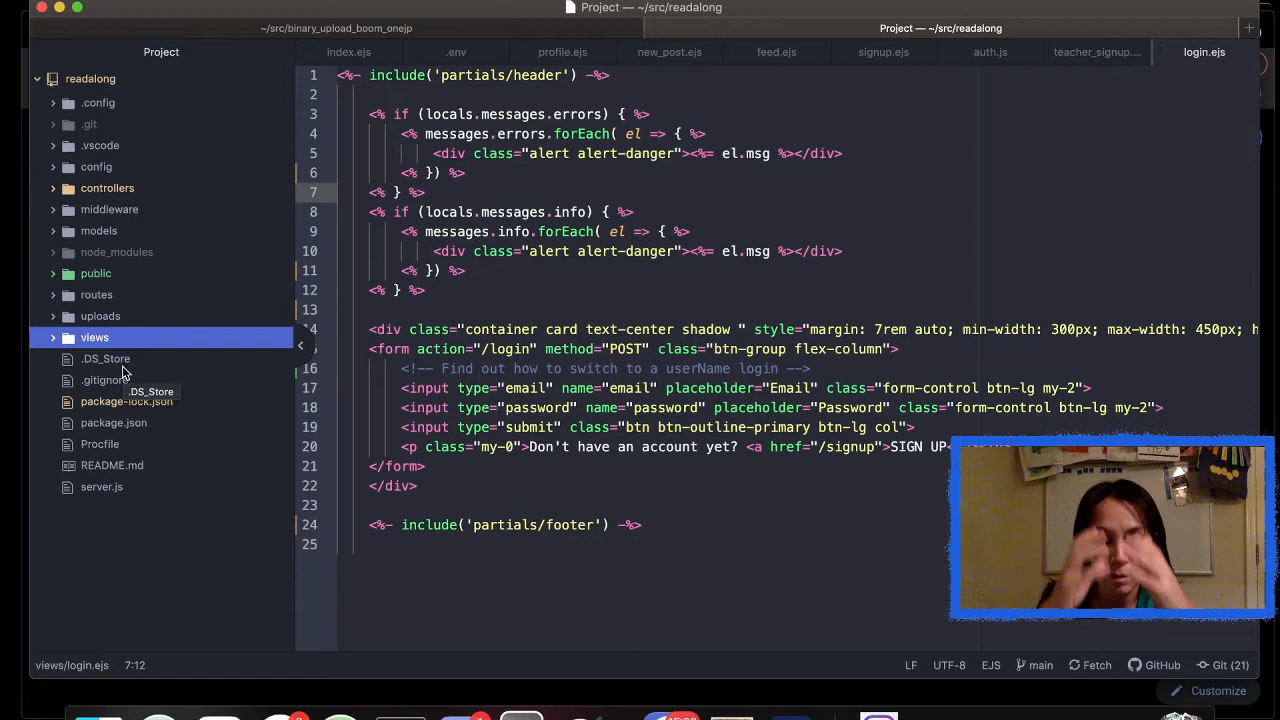 Project — ~/src/readalong
~/src/binary_upload_boom_onejp
Project — ~/src/readalong
Project
index.ejs
.env
profile.ejs
new_post.ejs
feed.ejs
signup.ejs
auth.js
teacher_signup....
login.ejs
readalong
.config
.git
.vscode
config
controllers
middleware
models
node_modules
public
routes
uploads
views
.DS_Store
.gitignore
.DS_Store
package-lock.json
package.json
Procfile
README.md
server.js
1 <%- include('partials/header') -%>
2
3 <% if (locals.messages.errors) { %>
4 <% messages.errors.forEach( el => { %>
5 <div class="alert alert-danger"><%= el.msg %></div>
6 <% }) %>
7 <% } %>
8 <% if (locals.messages.info) { %>
9 <% messages.info.forEach( el => { %>
10 <div class="alert alert-danger"><%= el.msg %></div>
11 <% }) %>
12 <% } %>
13
14 <div class="container card text-center shadow " style="margin: 7rem auto; min-width: 300px; max-width: 450px; h
<form action="/login" method="POST" class="btn-group flex-column">
16 <!-- Find out how to switch to a userName login -->
17 <input type="email" name="email" placeholder="Email" class="form-control btn-lg my-2">
18 <input type="password" name="password" placeholder="Password" class="form-control btn-lg my-2">
19 <input type="submit" class="btn btn-outline-primary btn-lg col">
20 <p class="my-0">Don't have an account yet? <a href="/signup">SIGN UP
21 </form>
22 </div>
23
24 <%- include('partials/footer') -%>
25
views/login.ejs 7:12
LF UTF-8 EJS main Fetch GitHub Git (21)
Customize